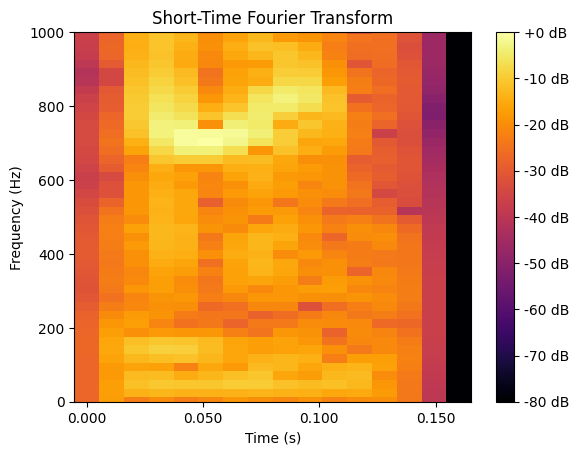 Short-Time Fourier Transform
1000
800
600
400
200
0
Frequency (Hz)
0.000
0.050
0.100
0.150
Time (s)
+0 dB
-10 dB
-20 dB
-30 dB
-40 dB
-50 dB
-60 dB
-70 dB
-80 dB